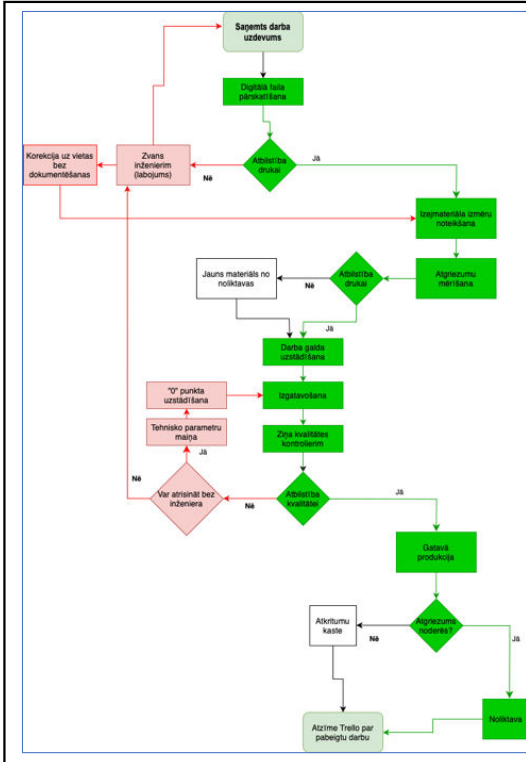 Saņemts darba
uzdevums
Digitālā faila
pārskatīšana
Korekcija uz vietas
bez
dokumentēšanas
Zvans
inženierim
(labojums)
Nē
Atbilstība
drukai
Jā
Izejmateriāla izmēru
noteikšana
Jauns materiāls no
noliktavas
Nē
Atbilstība
drukai
Atgriezumu
mērīšana
Jā
Darba galda
uzstādīšana
"0" punkta
uzstādīšana
Izgatavošana
Tehnisko parametru
maiņa
Ziņa kvalitātes
kontrolierim
Jā
Nē
Var atrisināt bez
inženiera
Nē
Atbilstība
kvalitātei
Jā
Gatavā
produkcija
Atkritumu
kaste
Nē
Atgriezums
noderēs?
Jā
Noliktava
Atzīme Trello par
pabeigtu darbu